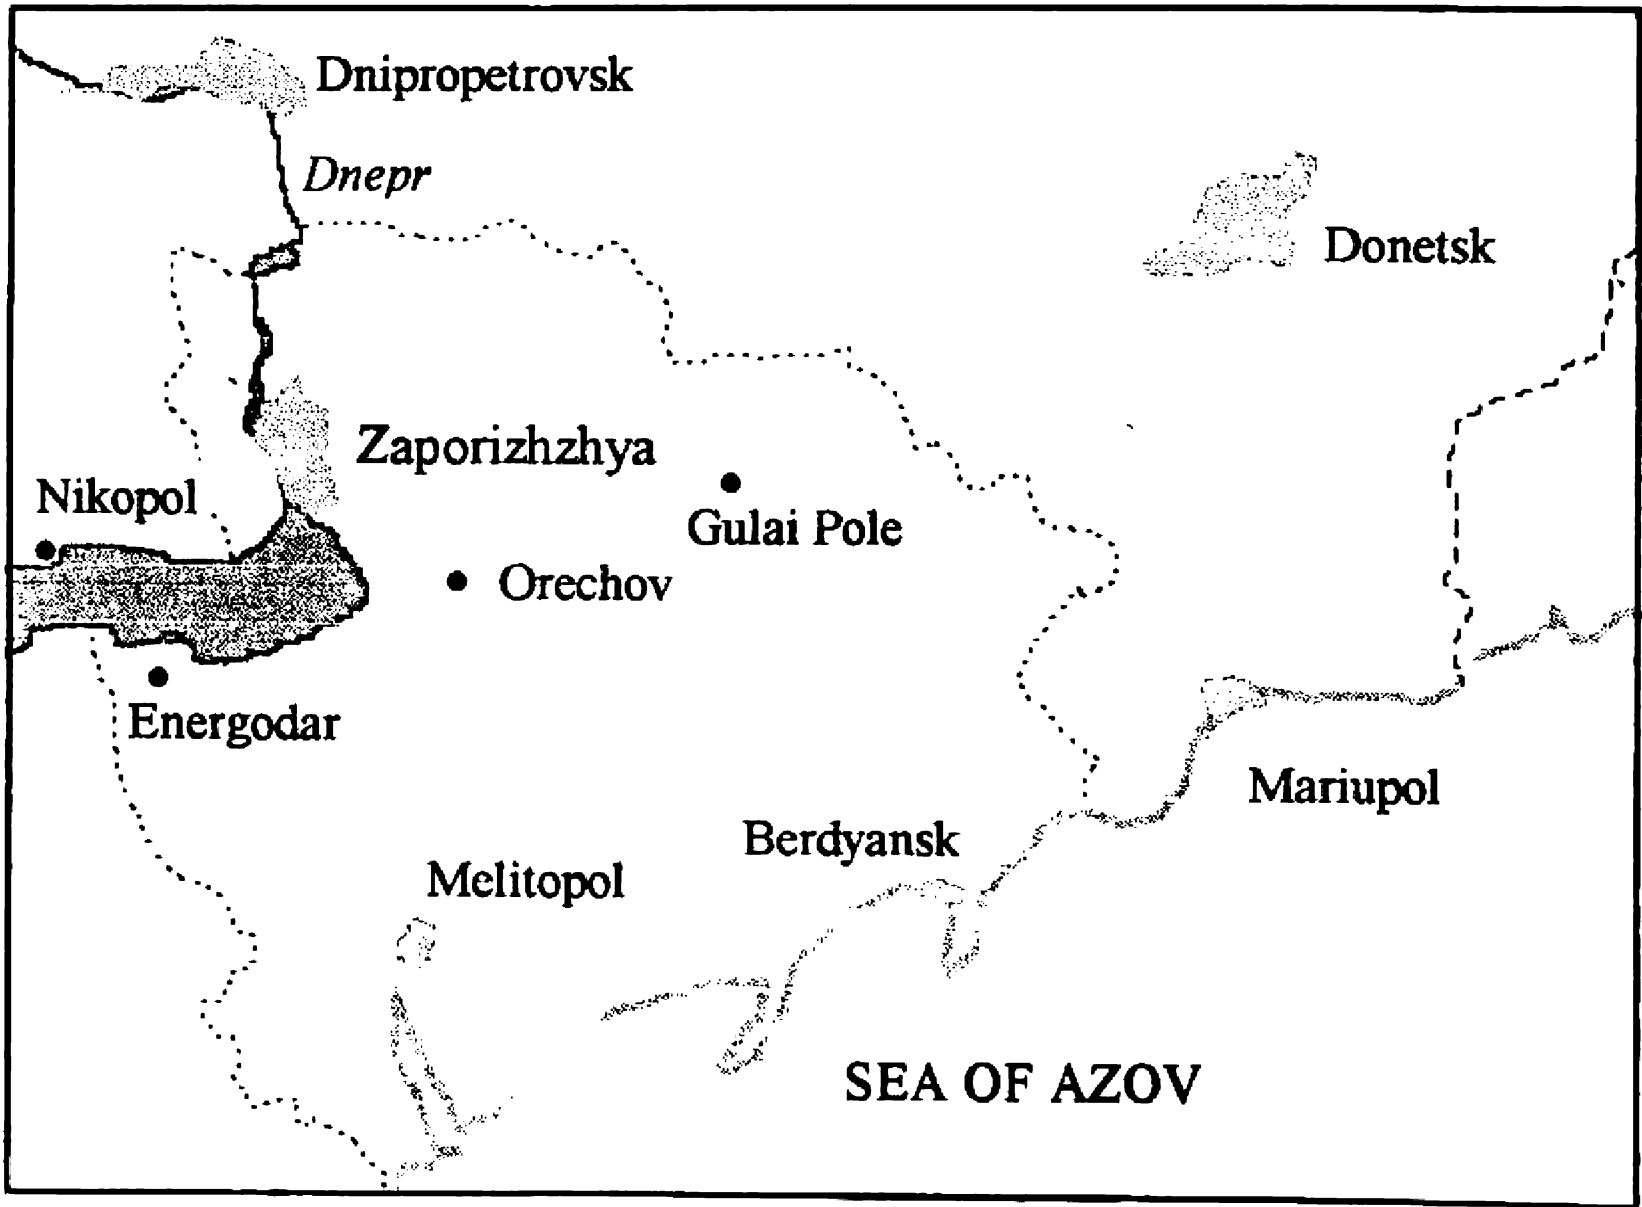 Dnipropetrovsk
Dnepr
Donetsk
Zaporizhzhya
Nikopol
Gulai Pole
Orechov
Energodar
Mariupol
Berdyansk
Melitopol
SEA OF AZOV